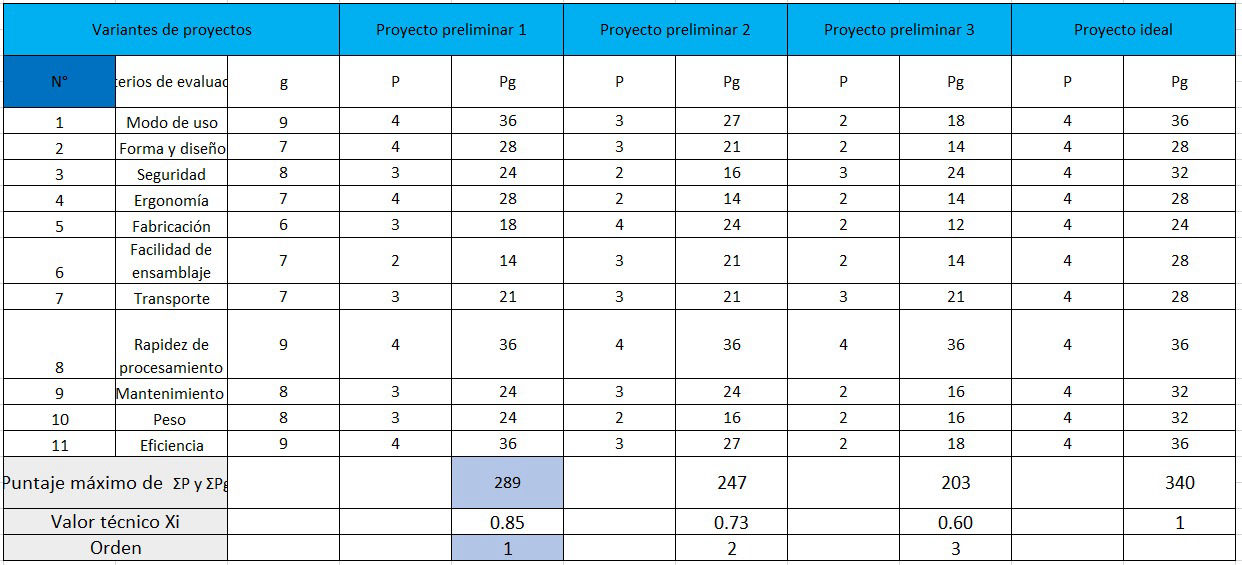 Variantes de proyectos Proyecto preliminar 1 Proyecto preliminar 2 Proyecto preliminar 3 Proyecto ideal
N° terios de evaluac g P Pg P Pg P Pg P Pg
1 Modo de uso 9 4 36 3 27 2 18 4 36
2 Forma y diseño 7 4 28 3 21 2 14 4 28
3 Seguridad 8 3 24 2 16 3 24 4 32
4 Ergonomía 7 4 28 2 14 2 14 4 28
5 Fabricación 6 3 18 4 24 2 12 4 24
Facilidad de
6 ensamblaje 7 2 14 3 21 2 14 4 28
7 Transporte 7 3 21 3 21 3 21 4 28
Rapidez de 9 4 36 4 36 4 36 4 36
8 procesamiento
9 Mantenimiento 8 3 24 3 24 2 16 4 32
10 Peso 8 3 24 2 16 2 16 4 32
11 Eficiencia 9 4 36 3 27 2 18 4 36
Puntaje máximo de ΣP y ΣPg 289 247 203 340
Valor técnico Xi 0.85 0.73 0.60 1
Orden 1 2 3